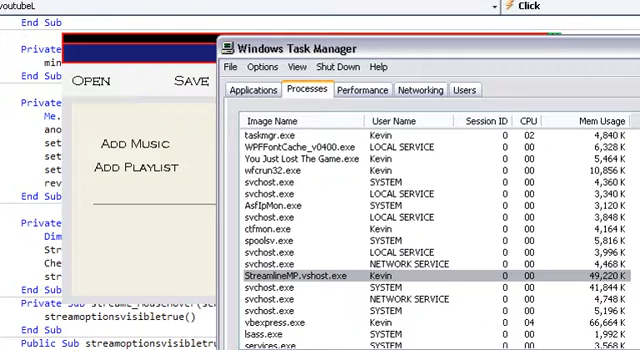 youtubeL
Click
End Sub
Private
min
End Sub
Private
Me.
ano
set
set
set
rev
End Sub
Private
Dim
Str
Che
str
End Sub
streamoptionsvisibletrue()
End Sub
Public Sub streamoptionsvisibletru
OPEN SAVE
ADD MUSIC
ADD PLAYLIST
Windows Task Manager
File Options View Shut Down Help
Applications Processes Performance Networking Users
Image Name User Name Session ID CPU Mem Usage
taskmgr.exe Kevin 0 02 4,840 K
WPFFontCache_v0400.exe LOCAL SERVICE 0 00 6,328 K
You Just Lost The Game.exe Kevin 0 00 5,464 K
wfcrun32.exe Kevin 0 00 10,856 K
svchost.exe SYSTEM 0 00 4,360 K
svchost.exe LOCAL SERVICE 0 00 4,340 K
AsfIpMon.exe SYSTEM 0 00 3,120 K
svchost.exe LOCAL SERVICE 0 00 3,848 K
ctfmon.exe Kevin 0 00 4,164 K
spoolsv.exe SYSTEM 0 00 5,816 K
svchost.exe LOCAL SERVICE 0 00 3,996 K
svchost.exe NETWORK SERVICE 0 00 4,468 K
StreamlineMP.vshost.exe Kevin 0 00 49,220 K
svchost.exe SYSTEM 0 00 41,844 K
svchost.exe NETWORK SERVICE 0 00 4,748 K
svchost.exe SYSTEM 0 00 5,196 K
vbexpress.exe Kevin 0 04 66,664 K
lsass.exe SYSTEM 0 00 1,992 K
services.exe SYSTEM 0 00 3,568 K